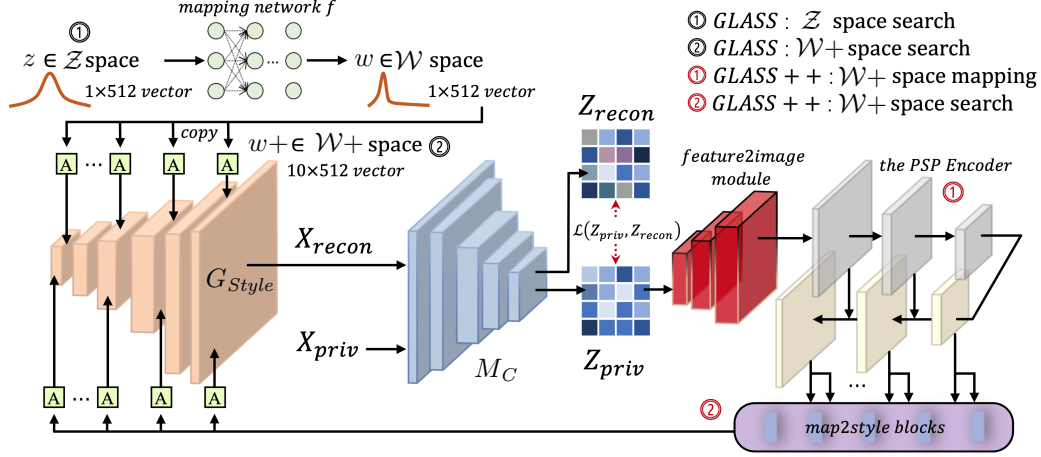 mapping network f
①
z ∈ 𝒵 space
...
w ∈ 𝒲 space
1×512 vector
1×512 vector
① GLASS : 𝒵 space search
② GLASS : 𝒲+ space search
① GLASS + + : 𝒲+ space mapping
② GLASS + + : 𝒲+ space search
copy
A ... A A A
w + ∈ 𝒲+ space ②
10×512 vector
Z_recon
feature2image
module
the PSP Encoder
①
X_recon
G_Style
ℒ(Z_priv, Z_recon)
X_priv
M_C
Z_priv
...
A ... A A A
②
map2style blocks